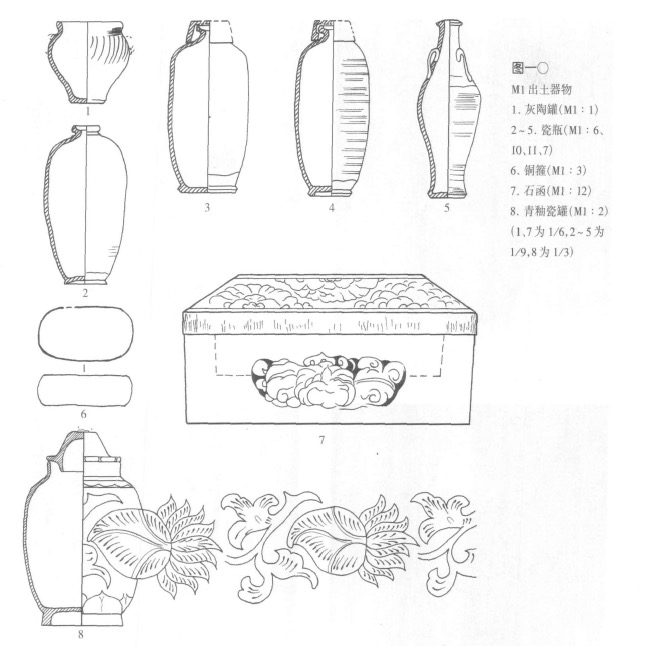 图一〇
M1出土器物
1. 灰陶罐(M1：1)
2~5. 瓷瓶(M1：6、
10、11、7)
6、铜箍(M1：3)
7. 石函(M1：12)
8、青釉瓷罐(M1：2)
(1,7为1/6,2~5为
1/9,8为1/3)
1
2
3
4
5
1
6
7
8